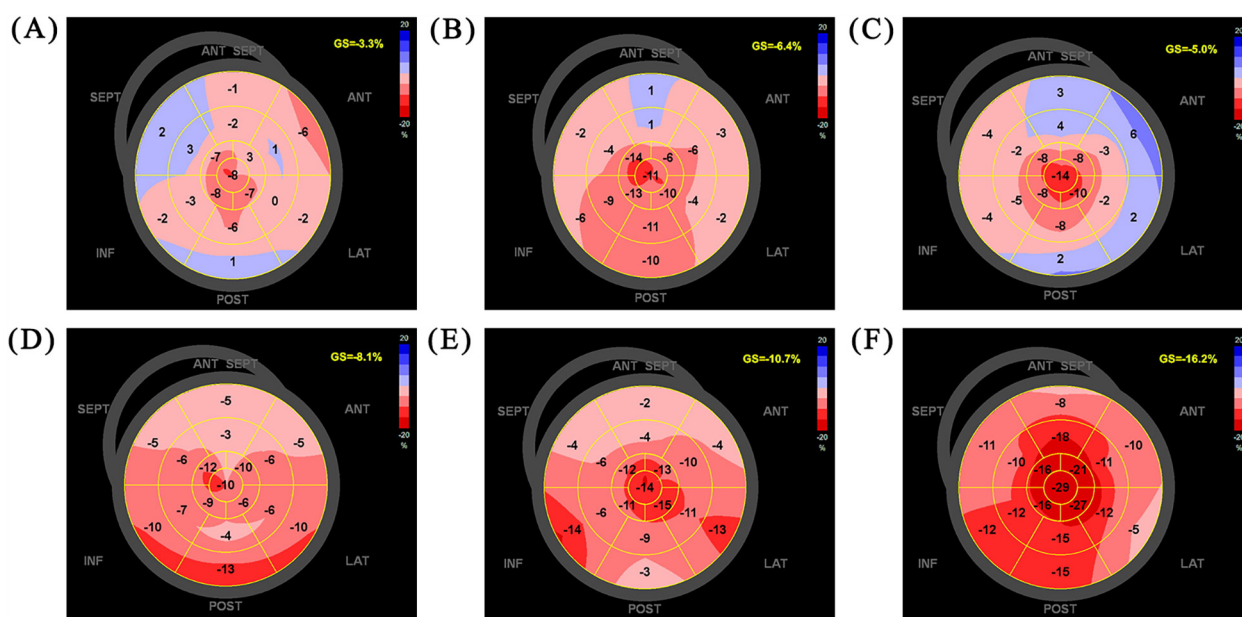 (A)
20
GS=-3.3%
ANT SEPT
SEPT
ANT
-1
-6
-2
2
3
1
-20
%
-7
3
-8
-8
-7
-3
0
-2
-2
-6
INF
LAT
1
POST
(B)
20
GS=-6.4%
ANT SEPT
SEPT
ANT
1
1
-2
-3
-20
%
-4
-6
-14
-6
-11
-13
-10
-9
-4
-6
-2
-11
INF
LAT
-10
POST
(C)
20
GS=-5.0%
ANT SEPT
SEPT
ANT
3
4
-4
6
-20
%
-2
-3
-8
-8
-14
-8
-10
-5
-2
-4
2
-8
INF
LAT
2
POST
(D)
20
GS=-8.1%
ANT SEPT
SEPT
ANT
-5
-3
-5
-5
-20
%
-6
-6
-12
-10
-10
-9
-6
-7
-6
-10
-10
-4
INF
LAT
-13
POST
(E)
20
GS=-10.7%
ANT SEPT
SEPT
ANT
-2
-4
-4
-4
-20
%
-6
-10
-12
-13
-14
-11
-15
-6
-11
-14
-13
-9
INF
LAT
-3
POST
(F)
20
GS=-16.2%
ANT SEPT
SEPT
ANT
-8
-18
-11
-10
-20
%
-10
-11
-16
-21
-29
-16
-27
-12
-12
-12
-5
-15
INF
LAT
-15
POST